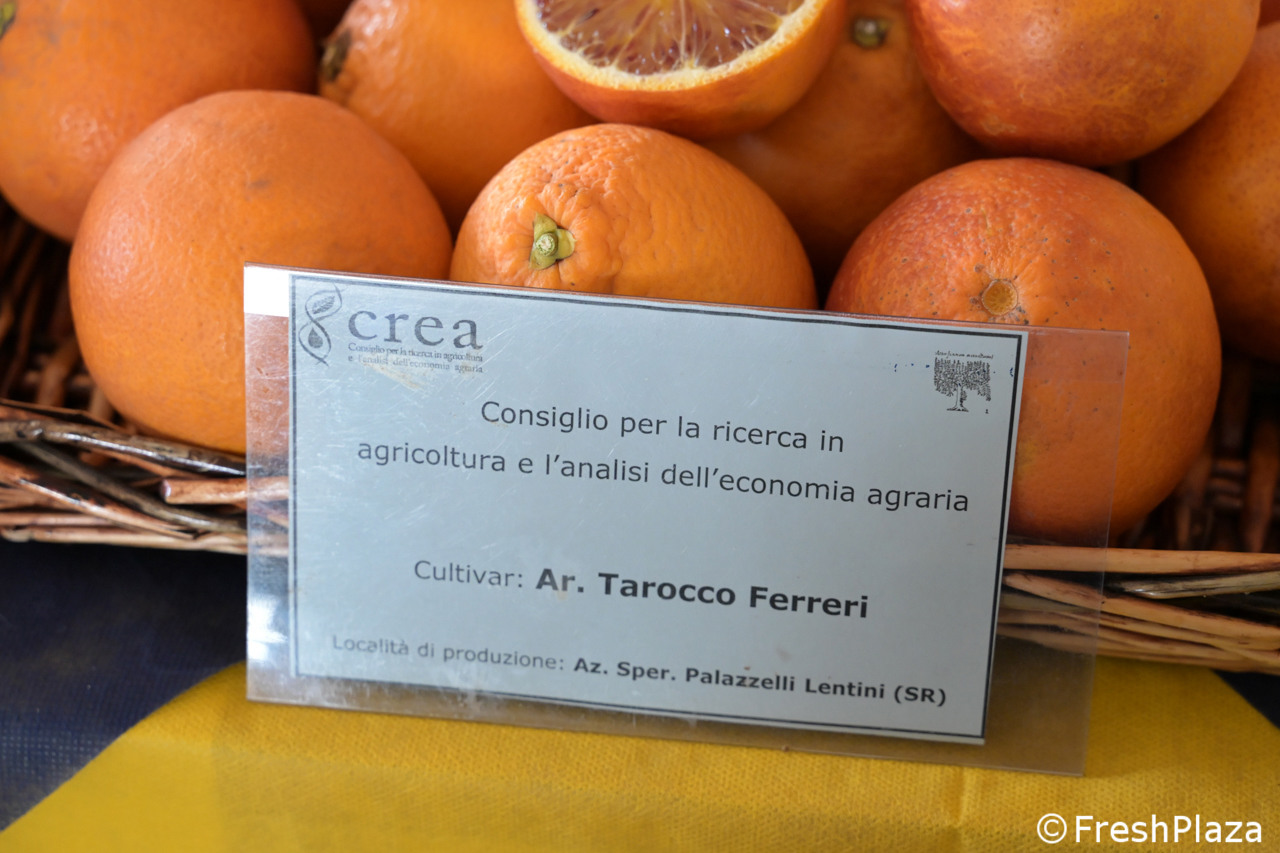 crea
Consiglio per la ricerca in agricoltura
e l'analisi dell'economia agraria
Consiglio per la ricerca in
agricoltura e l'analisi dell'economia agraria
Cultivar: Ar. Tarocco Ferreri
Località di produzione: Az. Sper. Palazzelli Lentini (SR)
©FreshPlaza